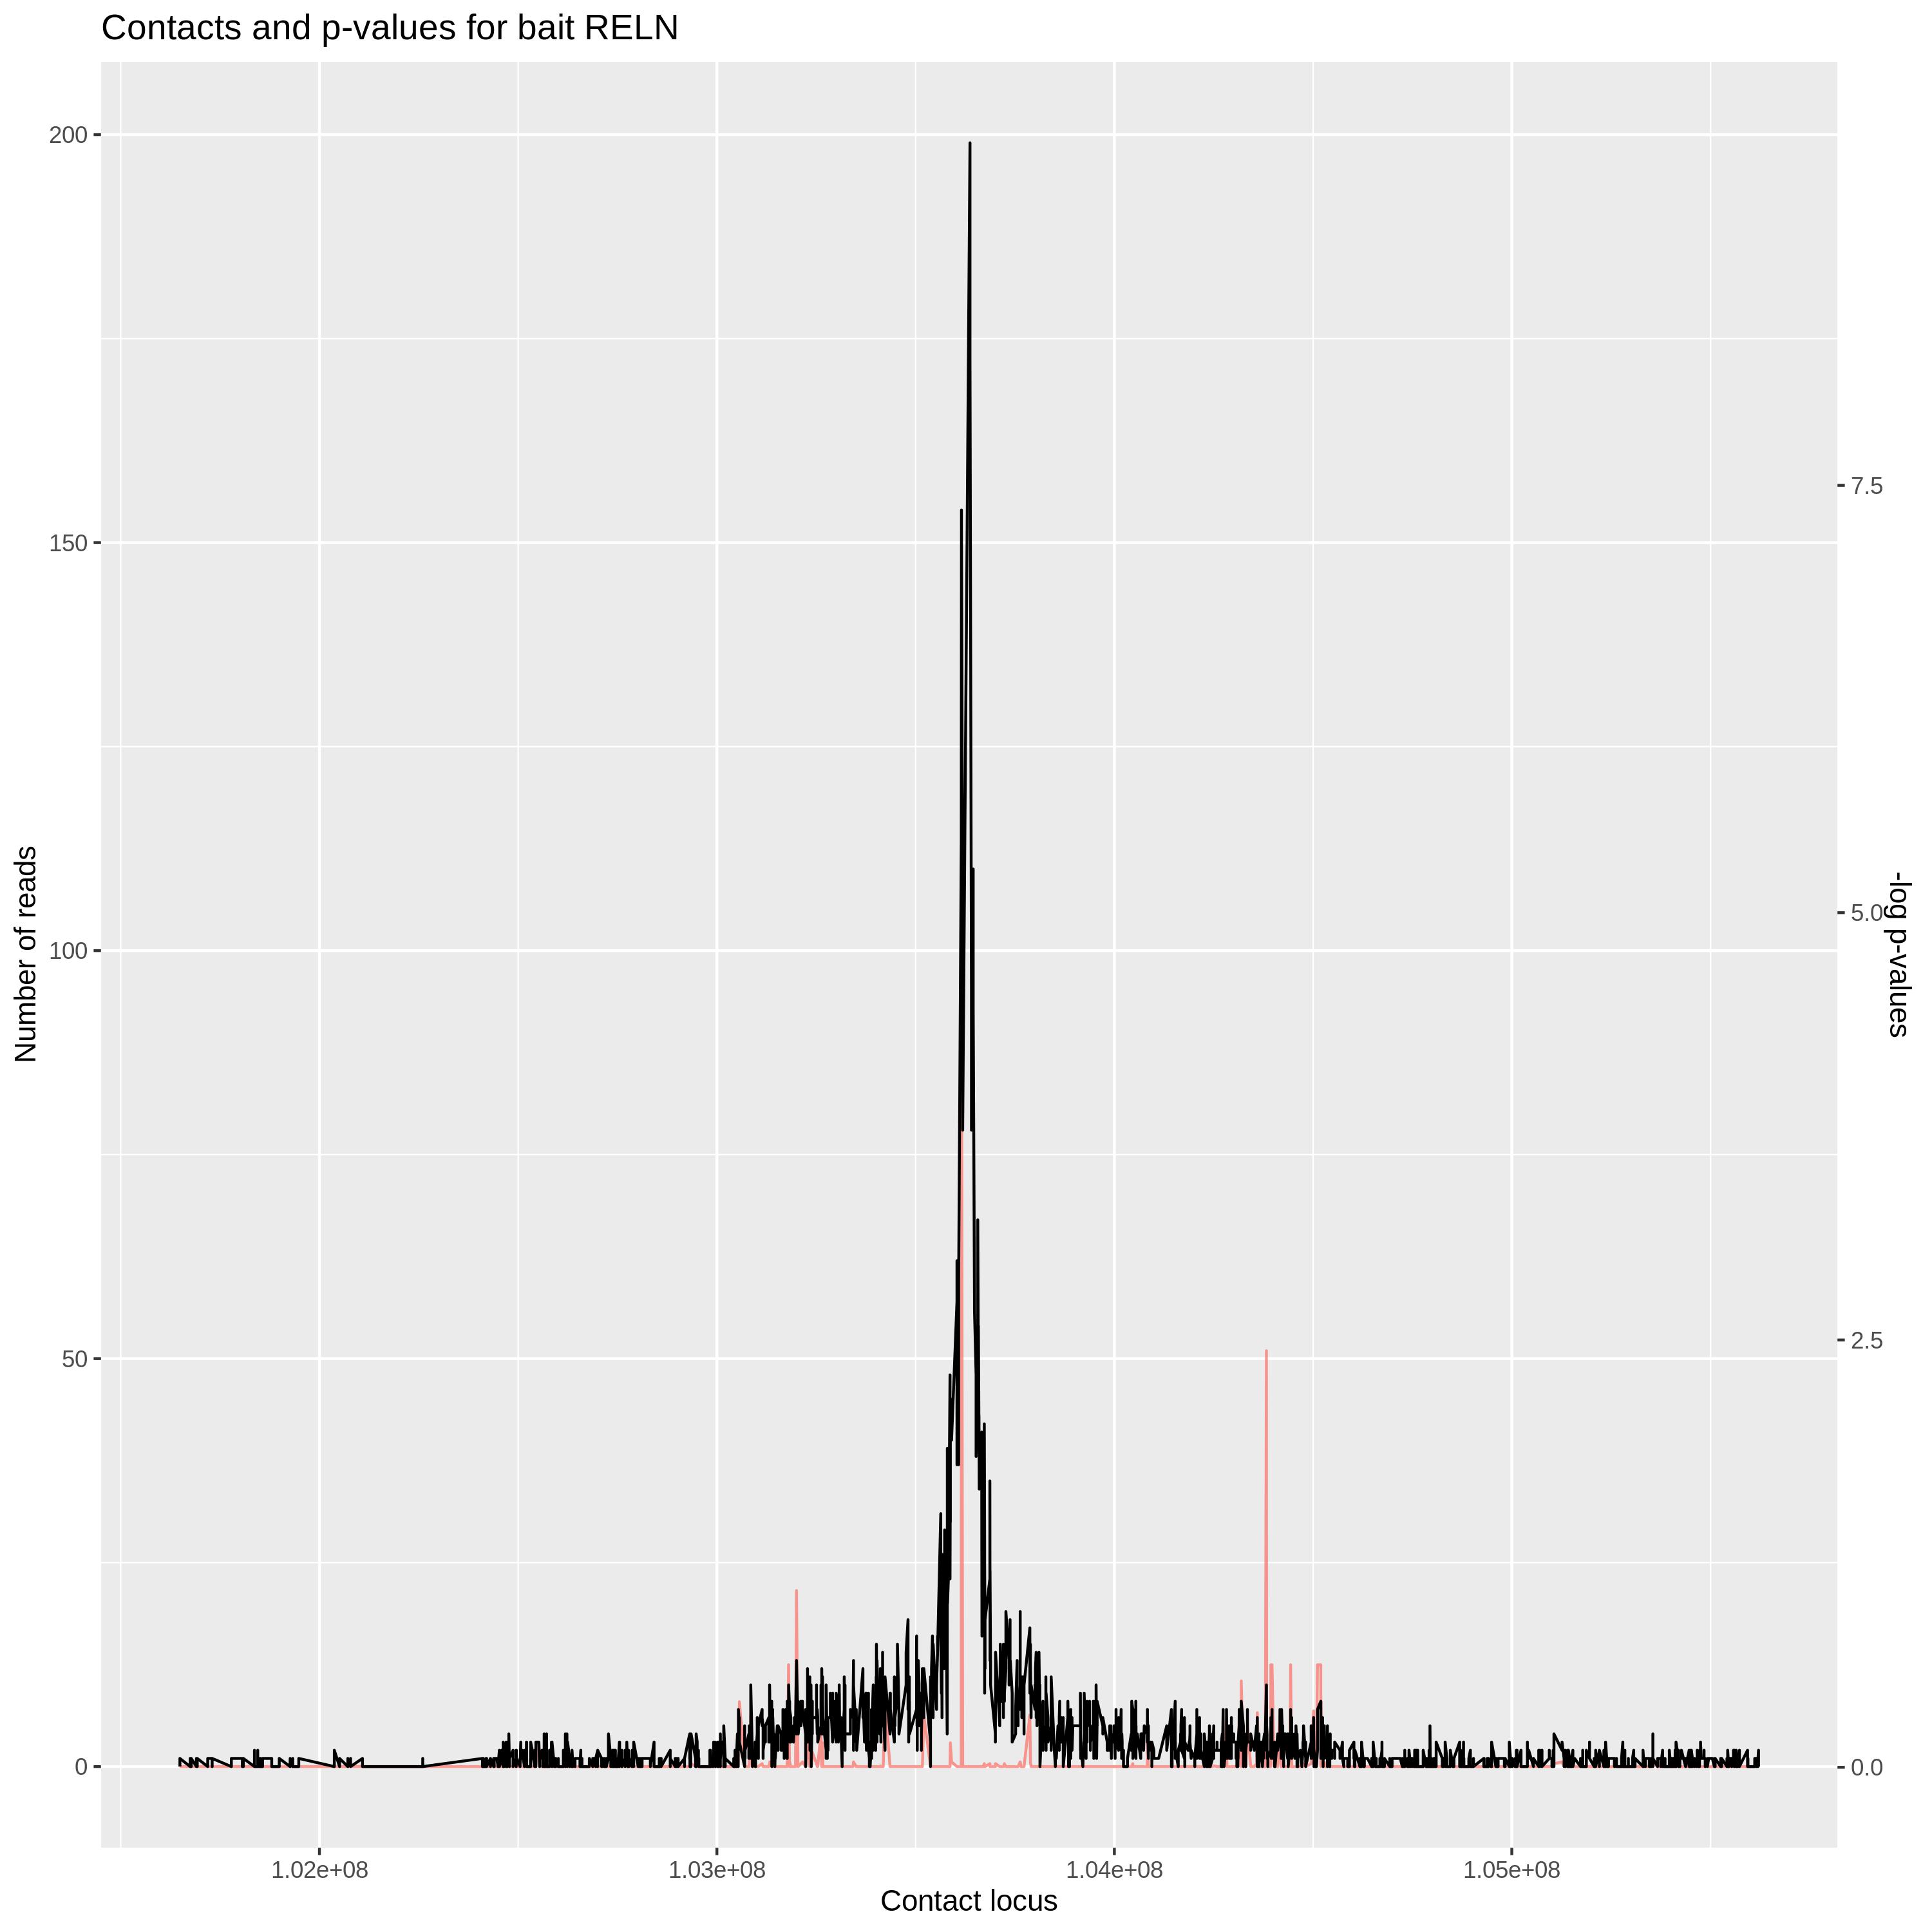 Contacts and p-values for bait RELN
200
150
100
50
0
Number of reads
7.5
5.0
2.5
0.0
-log p-values
1.02e+08
1.03e+08
1.04e+08
1.05e+08
Contact locus